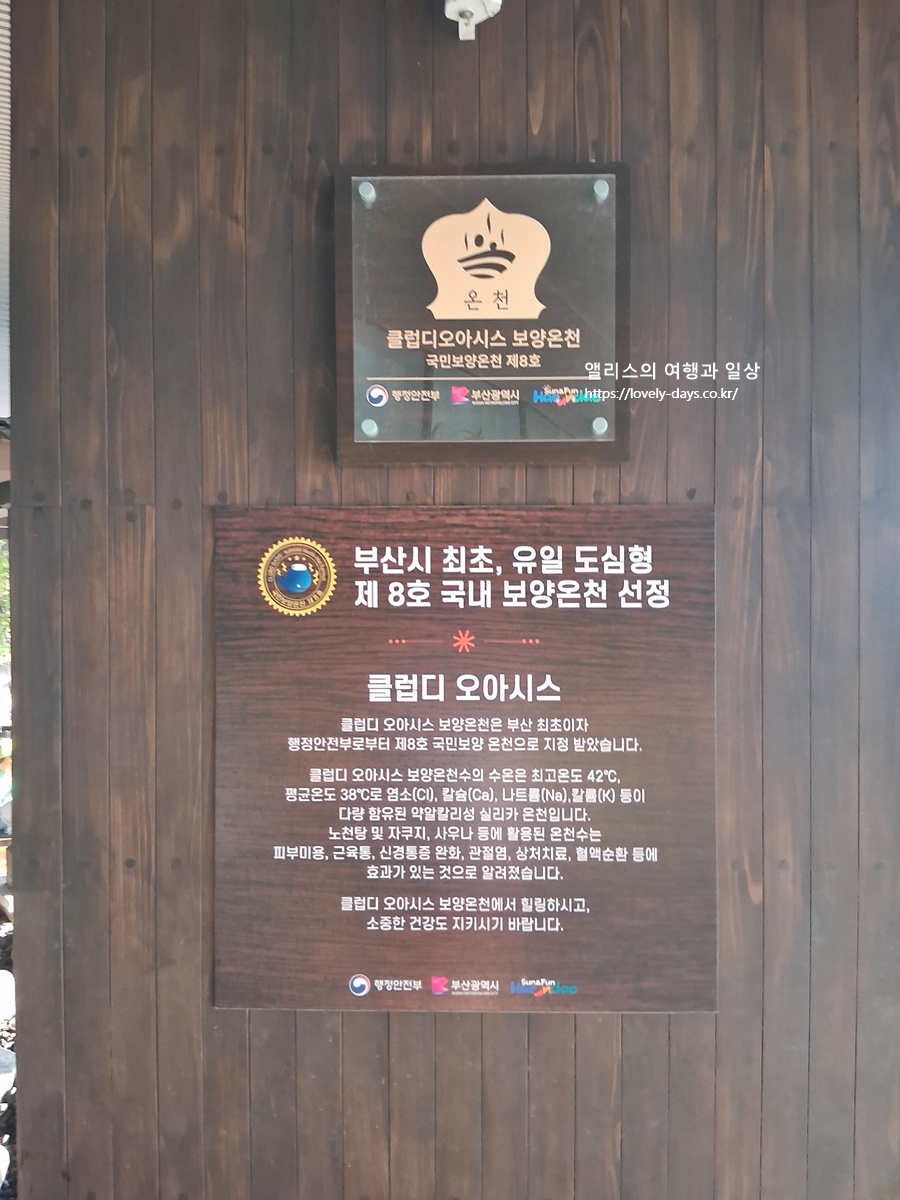 온천
클럽디오아시스 보양온천
국민보양온천 제8호
행정안전부 부산광역시 Sun&Fun Haeundae
앨리스의 여행과 일상
https://lovely-days.co.kr/
부산시 최초, 유일 도심형
제 8호 국내 보양온천 선정
클럽디 오아시스
클럽디 오아시스 보양온천은 부산 최초이자
행정안전부로부터 제8호 국민보양 온천으로 지정 받았습니다.
클럽디 오아시스 보양온천수의 수온은 최고온도 42℃,
평균온도 38℃로 염소(Cl), 칼슘(Ca), 나트륨(Na),칼륨(K) 등이
다량 함유된 약알칼리성 실리카 온천입니다.
노천탕 및 자쿠지, 사우나 등에 활용된 온천수는
피부미용, 근육통, 신경통증 완화, 관절염, 상처치료, 혈액순환 등에
효과가 있는 것으로 알려졌습니다.
클럽디 오아시스 보양온천에서 힐링하시고,
소중한 건강도 지키시기 바랍니다.
행정안전부 부산광역시 Sun&Fun Haeundae